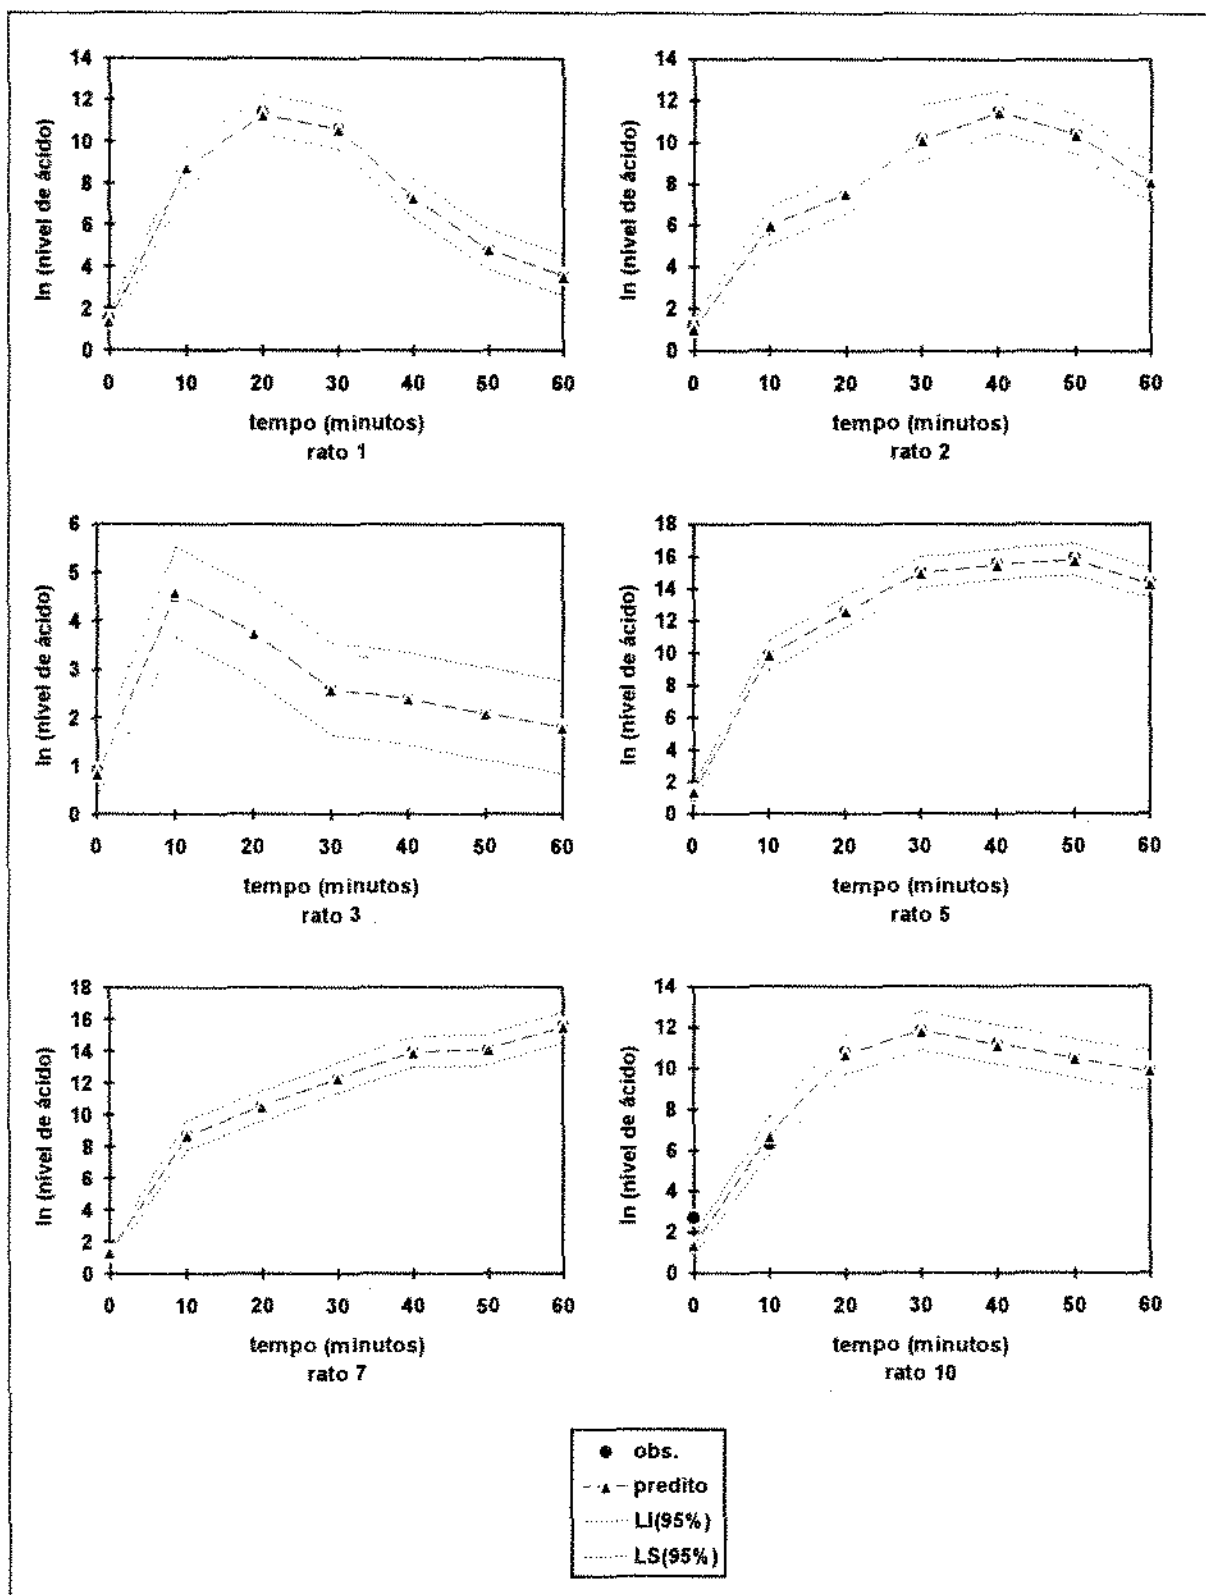 14
12
10
8
6
4
2
0
ln (nível de ácido)
0 10 20 30 40 50 60
tempo (minutos)
rato 1
14
12
10
8
6
4
2
0
ln (nível de ácido)
0 10 20 30 40 50 60
tempo (minutos)
rato 2
6
5
4
3
2
1
0
ln (nível de ácido)
0 10 20 30 40 50 60
tempo (minutos)
rato 3
18
16
14
12
10
8
6
4
2
0
ln (nível de ácido)
0 10 20 30 40 50 60
tempo (minutos)
rato 5
18
16
14
12
10
8
6
4
2
0
ln (nível de ácido)
0 10 20 30 40 50 60
tempo (minutos)
rato 7
14
12
10
8
6
4
2
0
ln (nível de ácido)
0 10 20 30 40 50 60
tempo (minutos)
rato 10
obs.
predito
LI(95%)
LS(95%)